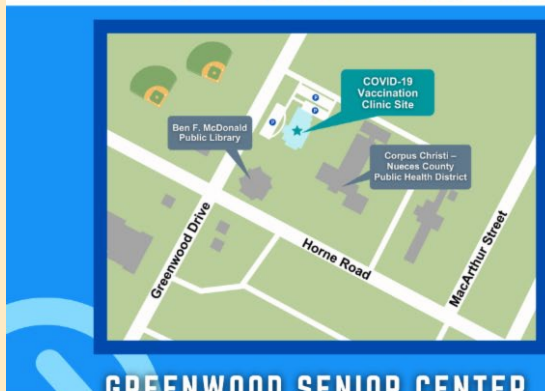 COVID-19
Vaccination
Clinic Site
Ben F. McDonald
Public Library
P
P
P
Corpus Christi –
Nueces County
Public Health District
Greenwood Drive
Horne Road
MacArthur Street
GREENWOOD SENIOR CENTER